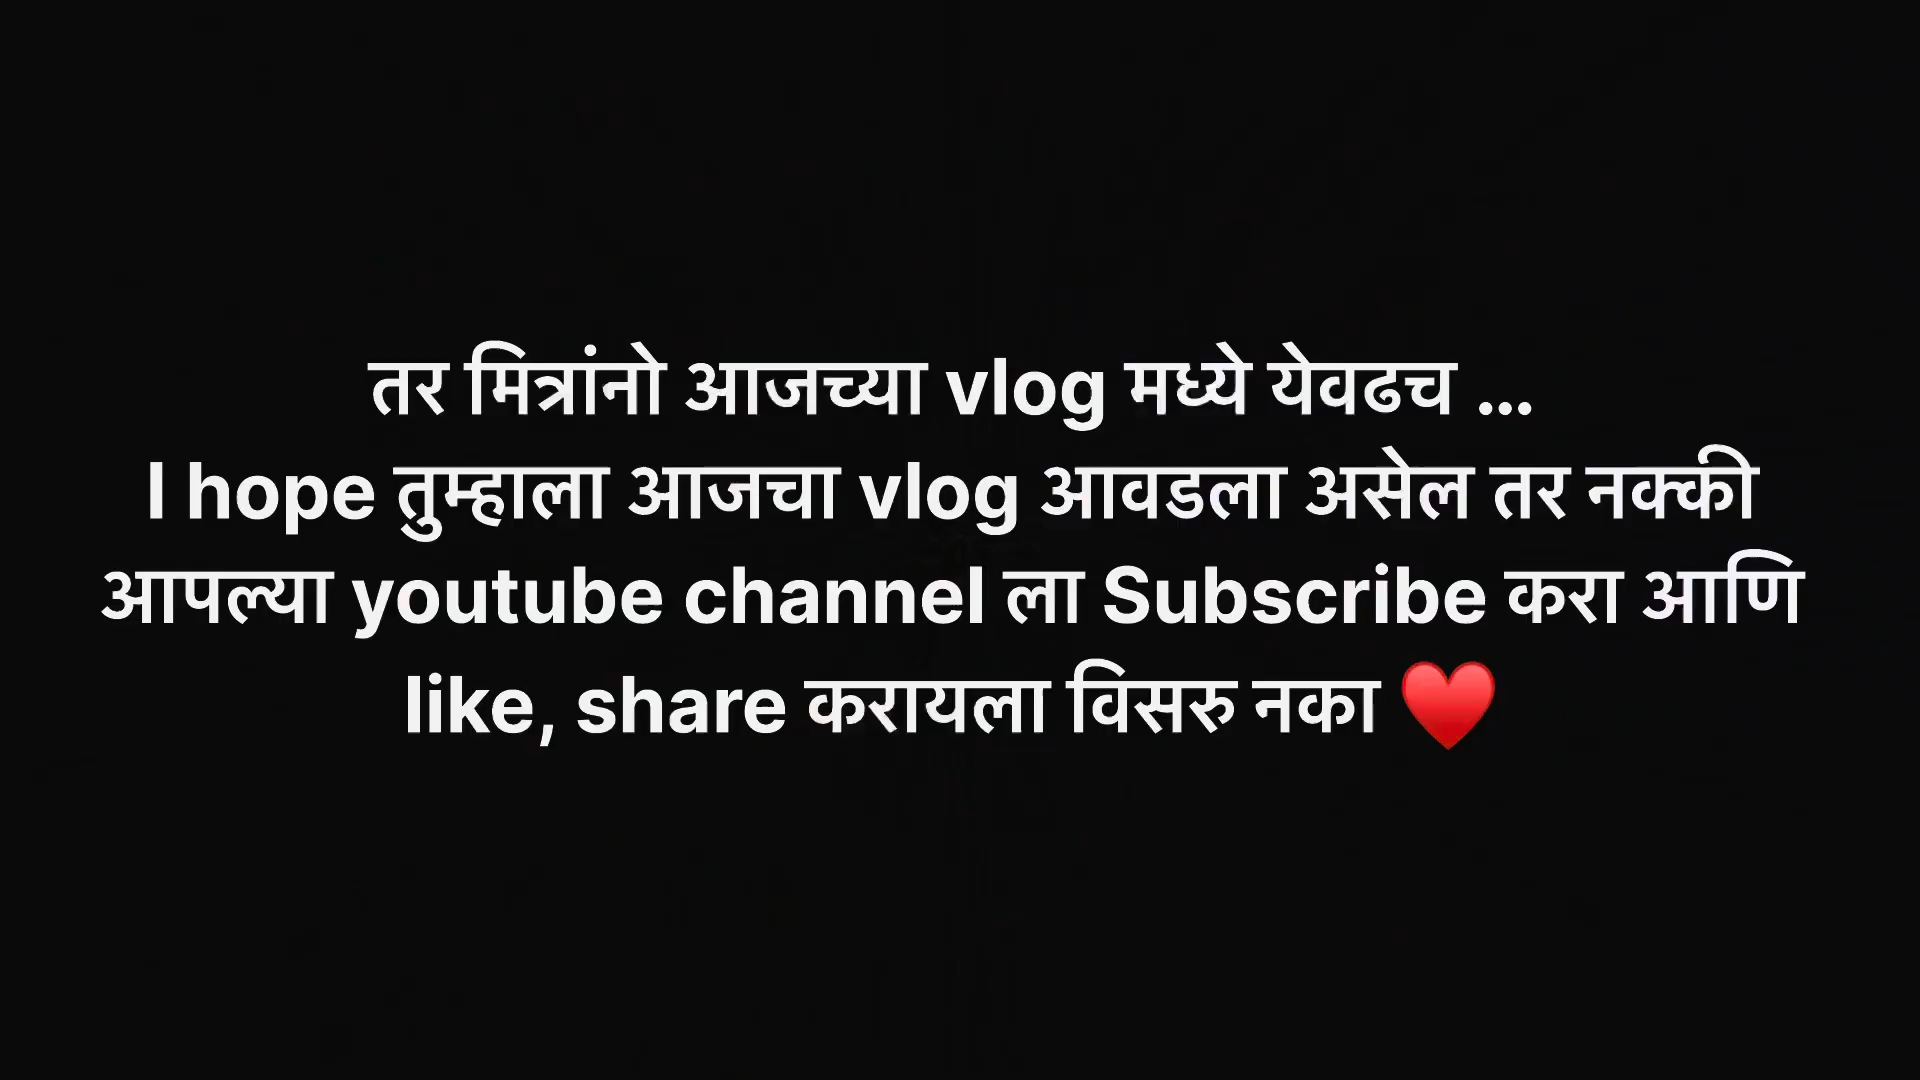 तर मित्रांनो आजच्या vlog मध्ये येवढच ...
I hope तुम्हाला आजचा vlog आवडला असेल तर नक्की
आपल्या youtube channel ला Subscribe करा आणि
like, share करायला विसरु नका ♥️